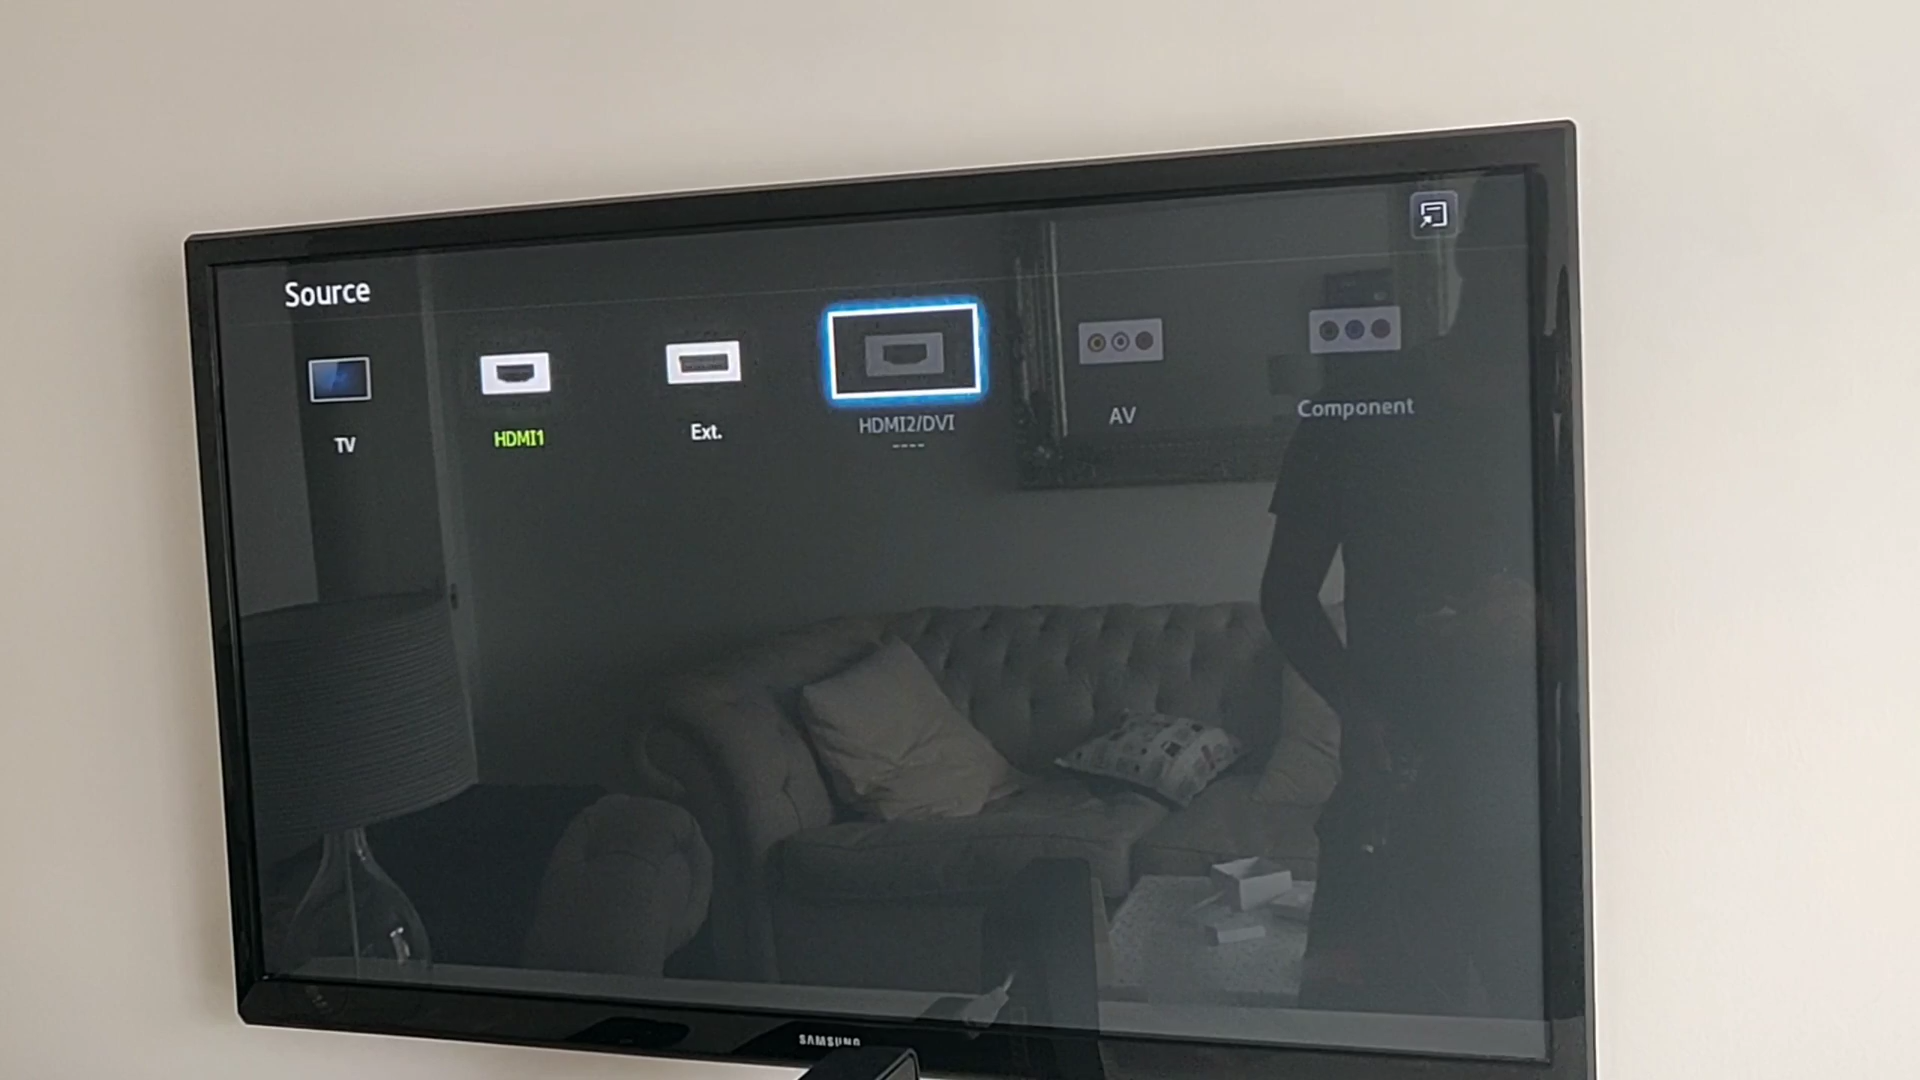 Source
TV
HDMI1
Ext.
HDMI2/DVI
----
AV
Component
SAMSUNG